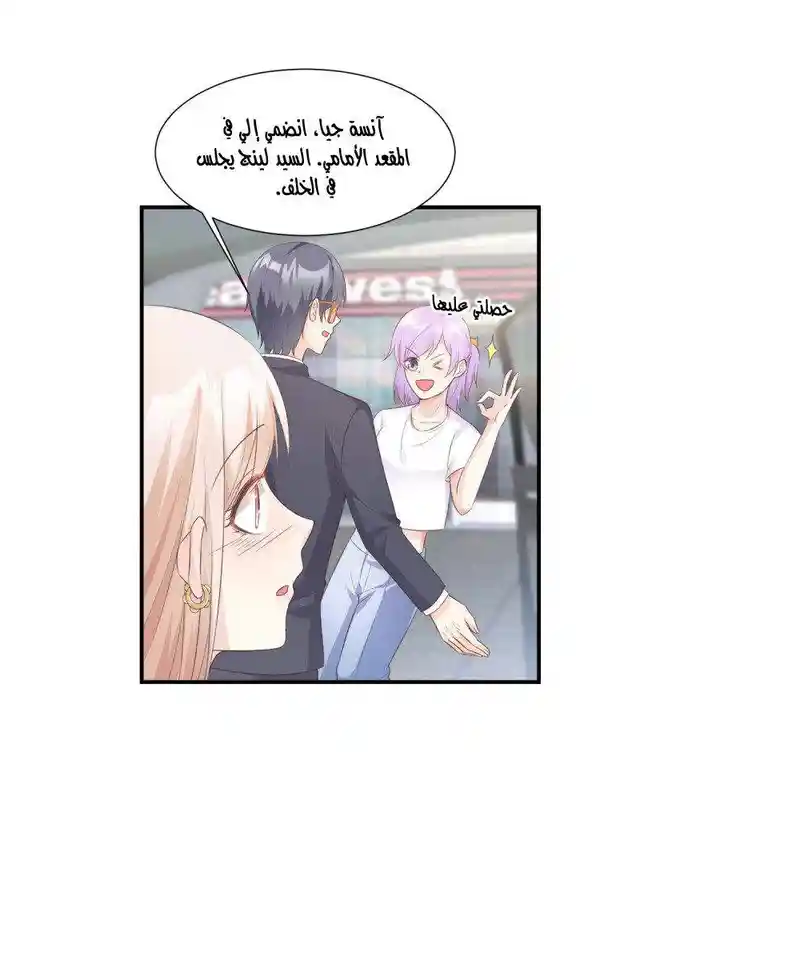 آنسة جيا، انضمي إلي في
المقعد الأمامي. السيد لينج يجلس
في الخلف.
حصلتي عليها